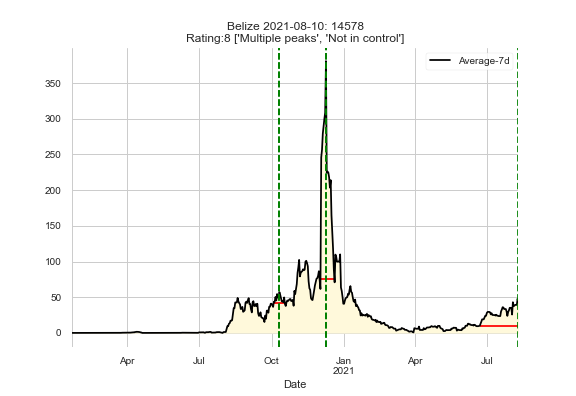 Belize 2021-08-10: 14578
Rating:8 ['Multiple peaks', 'Not in control']
Average-7d
350
300
250
200
150
100
50
0
Apr
Jul
Oct
Jan
2021
Apr
Jul
Date